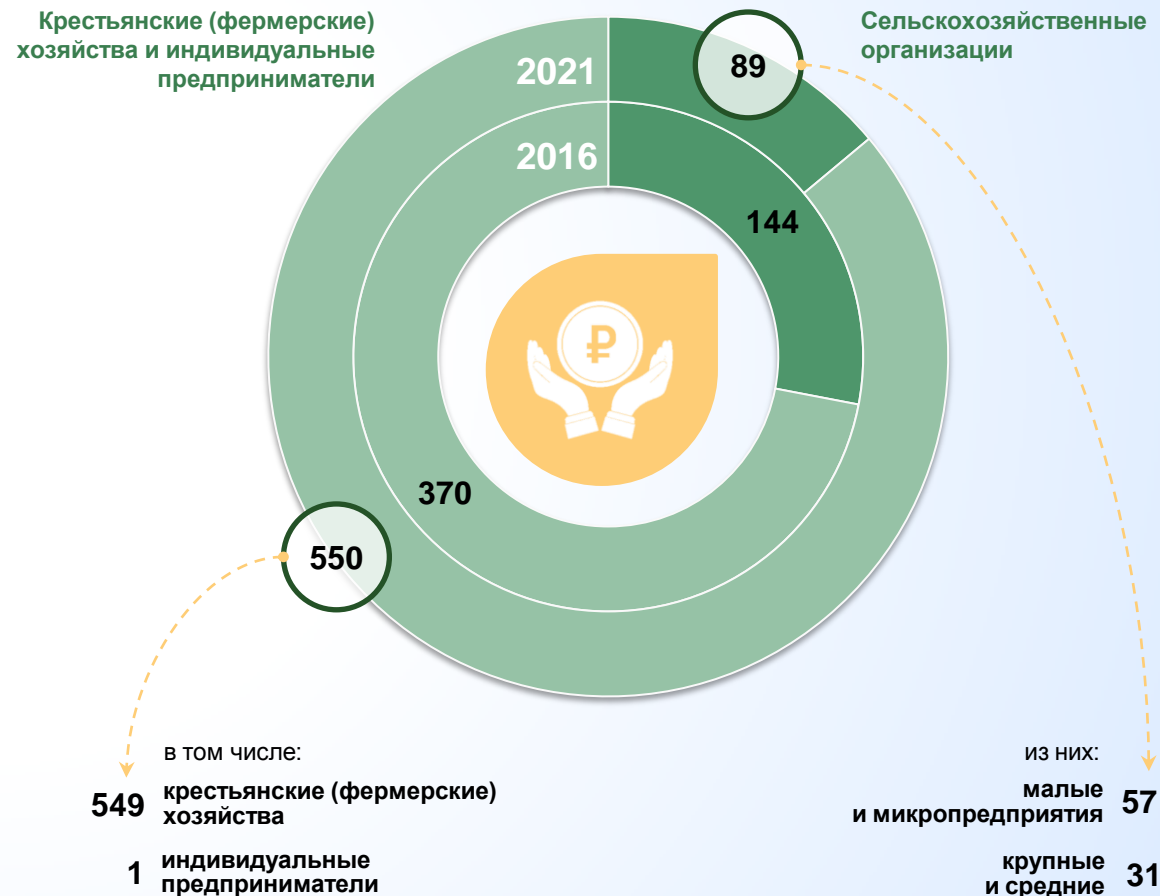 Крестьянские (фермерские)
хозяйства и индивидуальные
предприниматели
Сельскохозяйственные
организации
2021
89
2016
144
₽
370
550
в том числе:
549 крестьянские (фермерские)
хозяйства
1 индивидуальные
предприниматели
из них:
малые
и микропредприятия 57
крупные
и средние 31